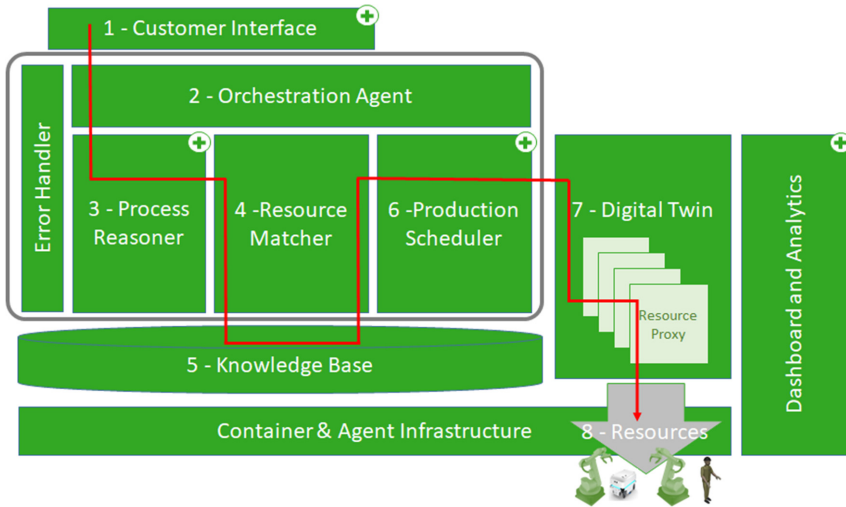 1 - Customer Interface
2 - Orchestration Agent
Error Handler
3 - Process
Reasoner
4 -Resource
Matcher
6 -Production
Scheduler
7 - Digital Twin
Resource
Proxy
Dashboard and Analytics
5 - Knowledge Base
Container & Agent Infrastructure
8 - Resources